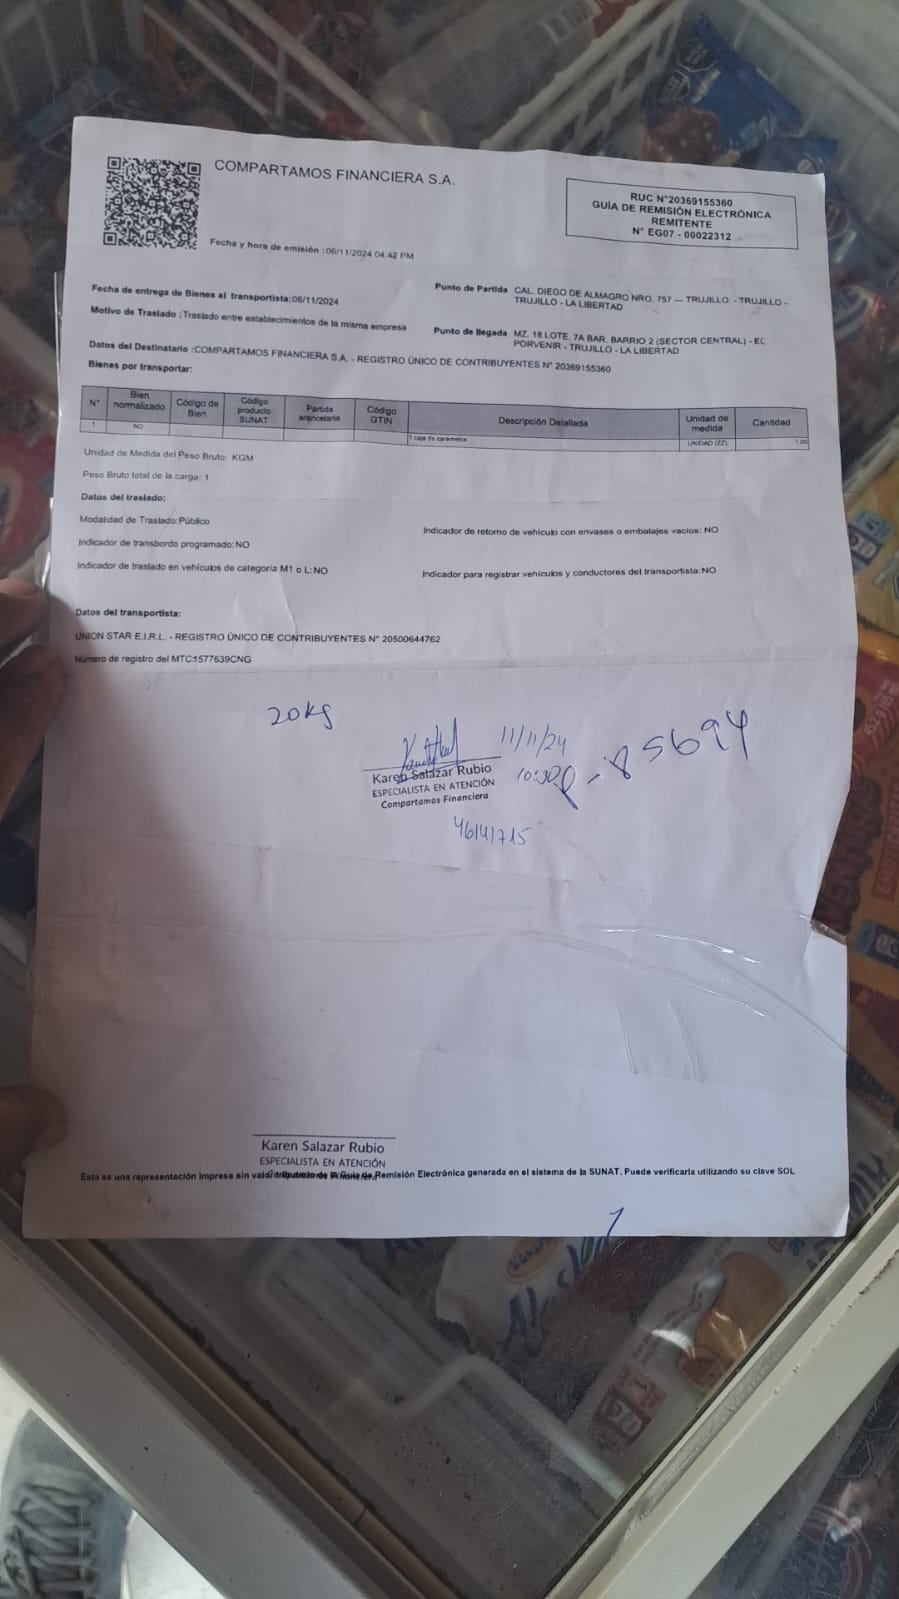 COMPARTAMOS FINANCIERA S.A.
RUC N°20369155360
GUÍA DE REMISIÓN ELECTRÓNICA
REMITENTE
N° EG07 - 00022312
Fecha y hora de emisión :06/11/2024 04:42 PM
Fecha de entrega de Bienes al transportista:06/11/2024
Punto de Partida CAL. DIEGO DE ALMAGRO NRO. 757 — TRUJILLO - TRUJILLO -
TRUJILLO - LA LIBERTAD
Motivo de Traslado :Traslado entre establecimientos de la misma empresa
Punto de llegada MZ. 18 LOTE. 7A BAR. BARRIO 2 (SECTOR CENTRAL) - EL
PORVENIR - TRUJILLO - LA LIBERTAD
Datos del Destinatario :COMPARTAMOS FINANCIERA S.A. - REGISTRO ÚNICO DE CONTRIBUYENTES N° 20369155360
Bienes por transportar:
N° Bien normalizado Código de Bien Código producto SUNAT Partida arancelaria Código GTIN Descripción Detallada Unidad de medida Cantidad
1 NO 1 caja de caramelos UNIDAD (ZZ) 1.00
Unidad de Medida del Peso Bruto: KGM
Peso Bruto total de la carga: 1
Datos del traslado:
Modalidad de Traslado:Público
Indicador de retorno de vehículo con envases o embalajes vacíos: NO
Indicador de transbordo programado:NO
Indicador de traslado en vehículos de categoría M1 o L:NO
Indicador para registrar vehículos y conductores del transportista:NO
Datos del transportista:
UNION STAR E.I.R.L. - REGISTRO ÚNICO DE CONTRIBUYENTES N° 20500644762
Número de registro del MTC:1577639CNG
20kg
11/11/24
10:30
85694
Karen Salazar Rubio
ESPECIALISTA EN ATENCIÓN
Compartamos Financiera
46141715
Karen Salazar Rubio
ESPECIALISTA EN ATENCIÓN
Esta es una representación impresa sin valor tributario de la Guía de Remisión Electrónica generada en el sistema de la SUNAT. Puede verificarla utilizando su clave SOL
1